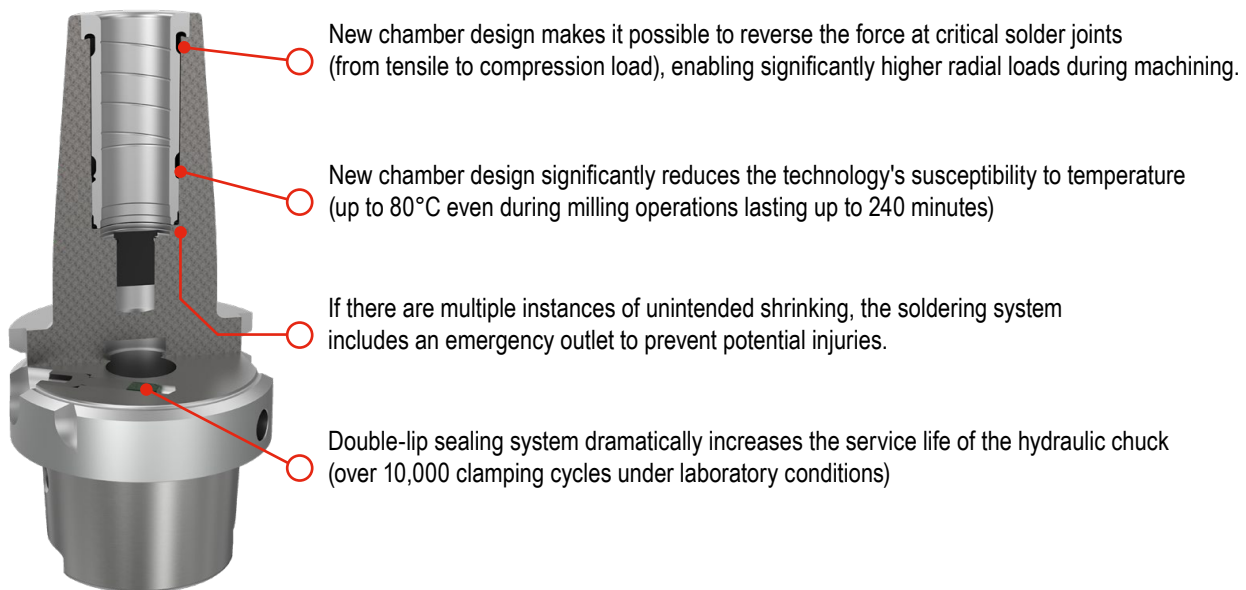 New chamber design makes it possible to reverse the force at critical solder joints
(from tensile to compression load), enabling significantly higher radial loads during machining.
New chamber design significantly reduces the technology's susceptibility to temperature
(up to 80°C even during milling operations lasting up to 240 minutes)
If there are multiple instances of unintended shrinking, the soldering system
includes an emergency outlet to prevent potential injuries.
Double-lip sealing system dramatically increases the service life of the hydraulic chuck
(over 10,000 clamping cycles under laboratory conditions)